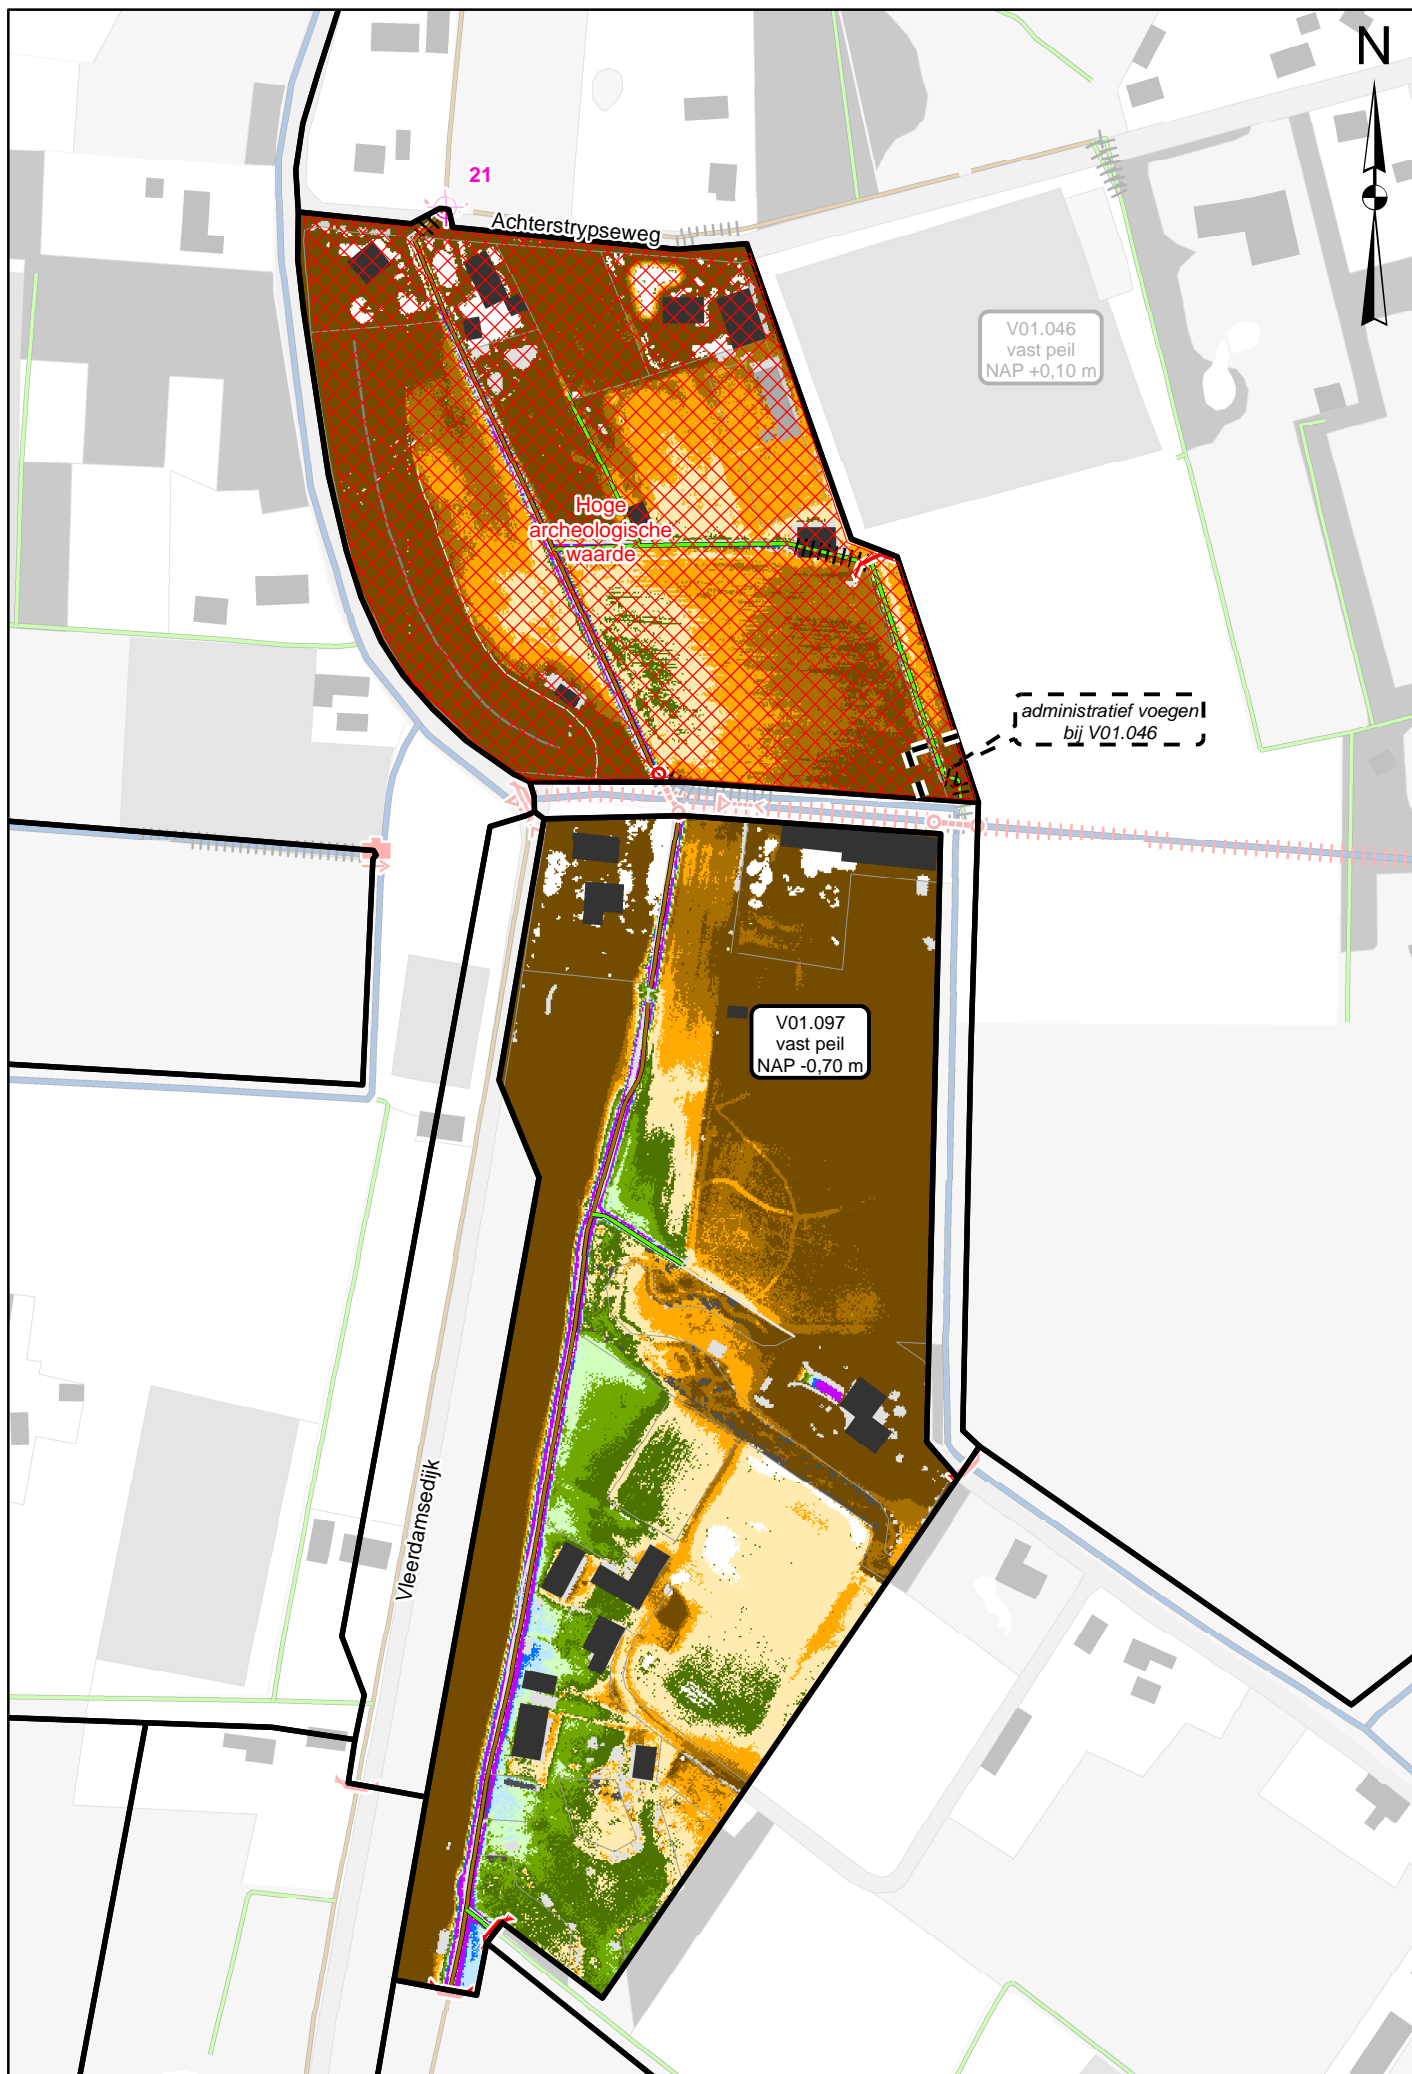 N
21
Achterstrypseweg
V01.046
vast peil
NAP +0,10 m
Hoge
archeologische
waarde
administratief voegen
bij V01.046
V01.097
vast peil
NAP -0,70 m
Vleerdamsedijk